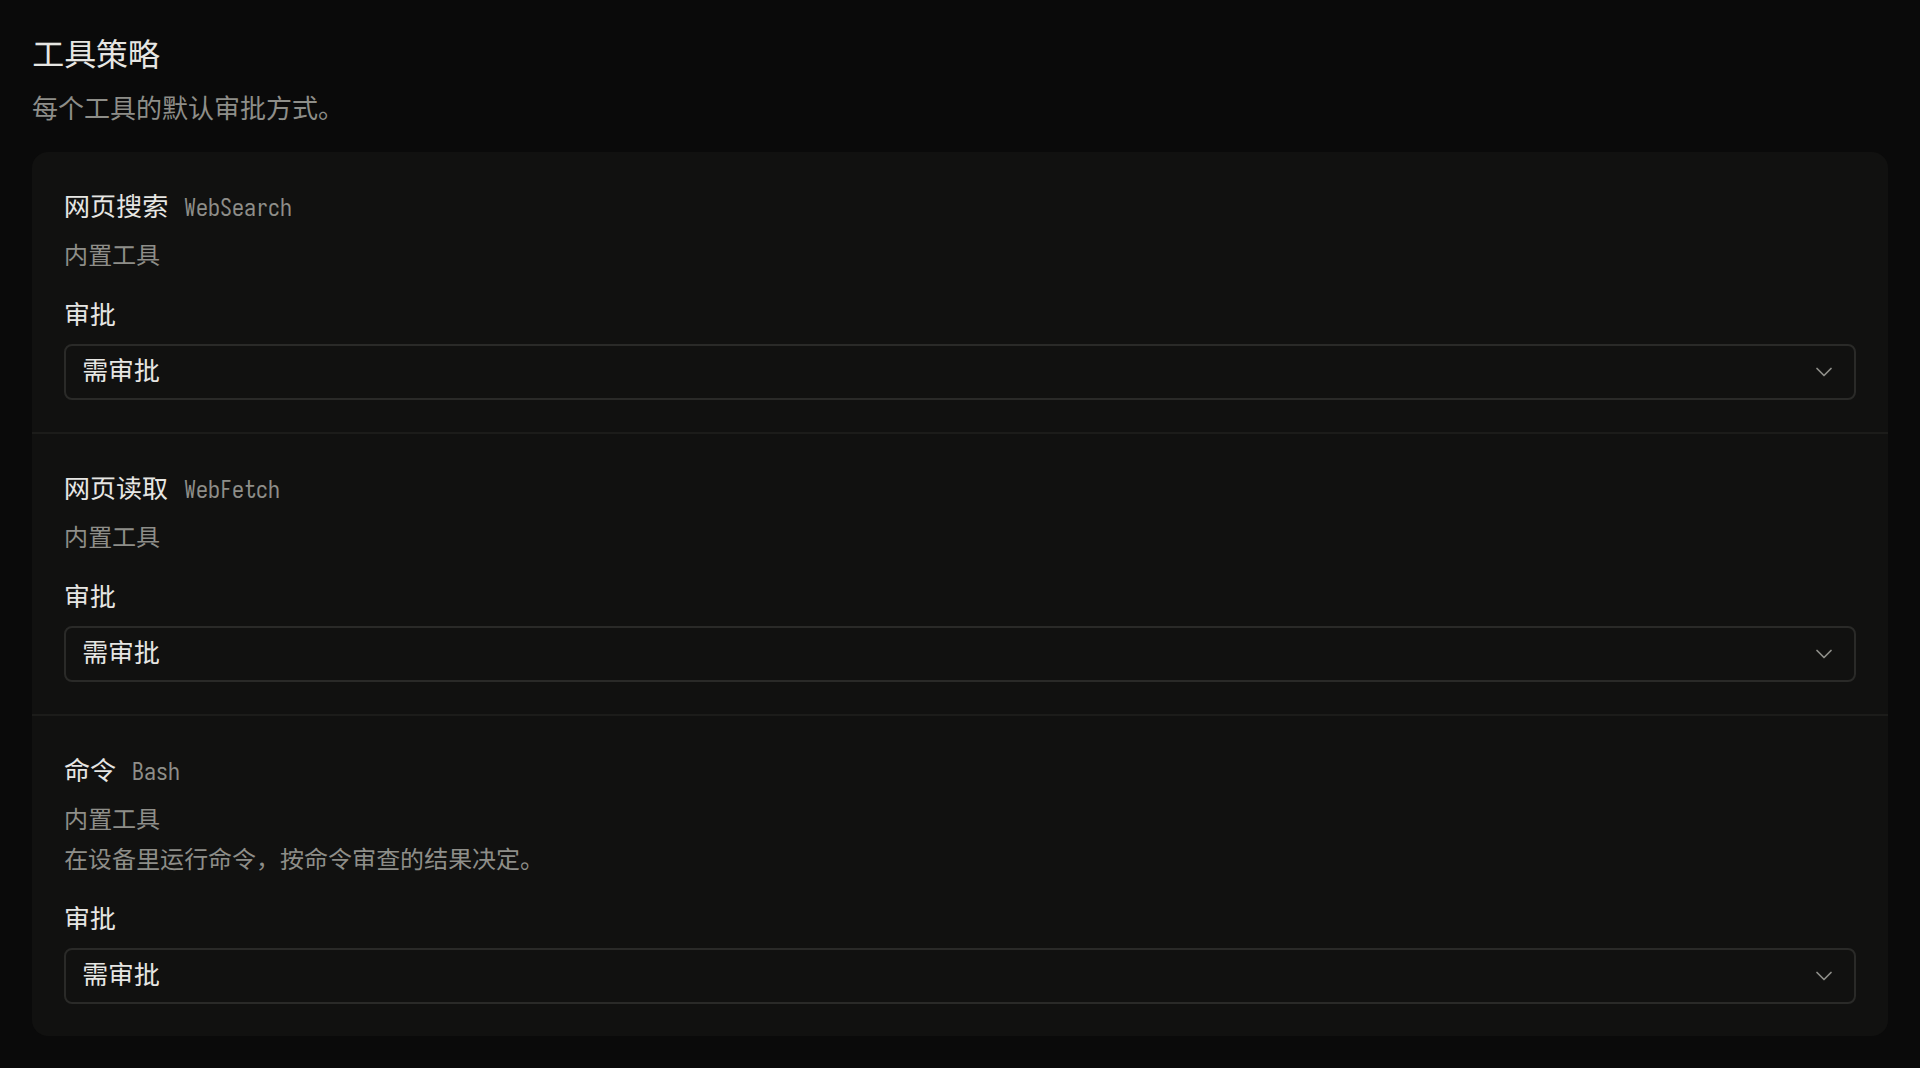 工具策略
每个工具的默认审批方式。
网页搜索 WebSearch
内置工具
审批
需审批
网页读取 WebFetch
内置工具
审批
需审批
命令 Bash
内置工具
在设备里运行命令，按命令审查的结果决定。
审批
需审批